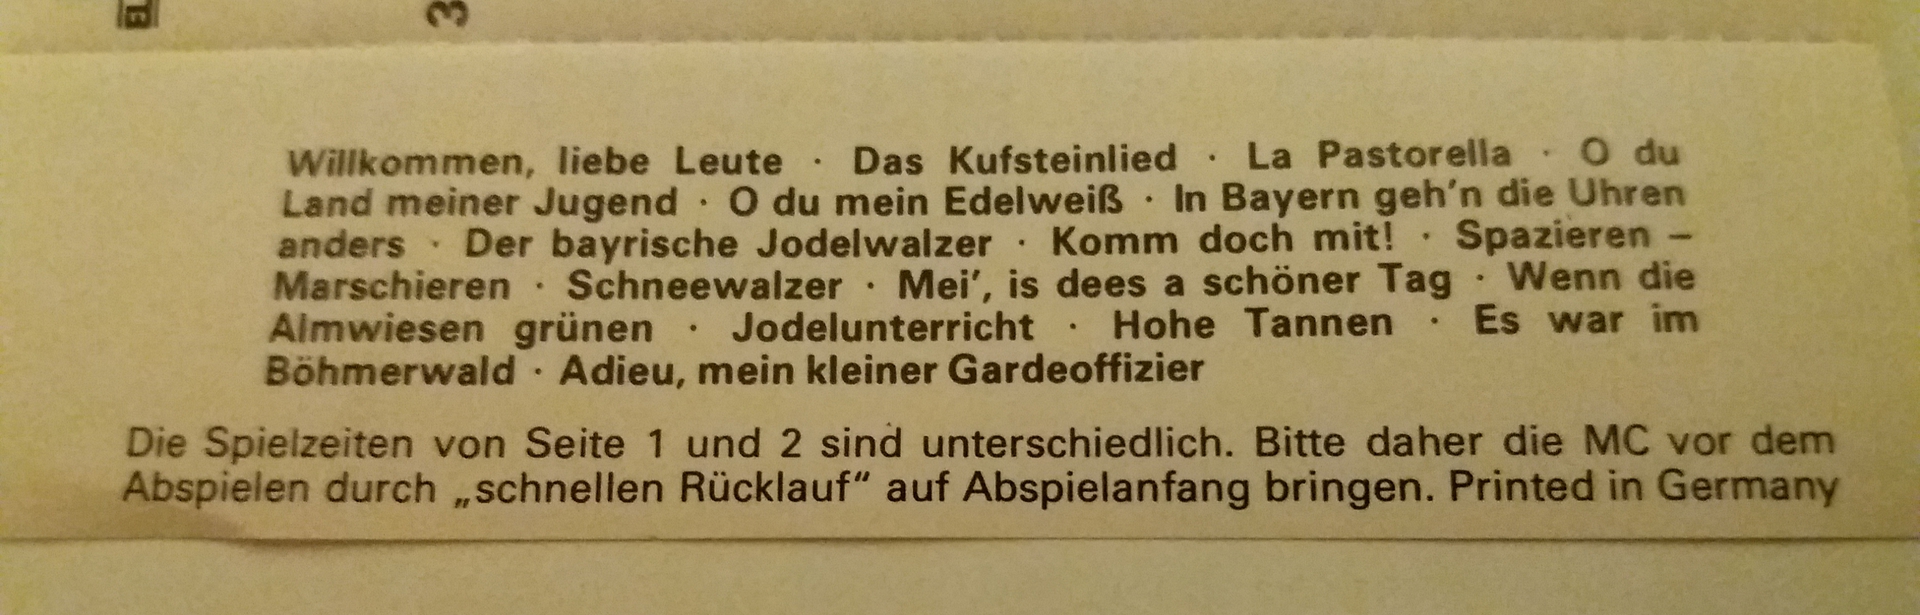 3
Willkommen, liebe Leute · Das Kufsteinlied · La Pastorella · O du
Land meiner Jugend · O du mein Edelweiß · In Bayern geh'n die Uhren
anders · Der bayrische Jodelwalzer · Komm doch mit! · Spazieren –
Marschieren · Schneewalzer · Mei', is dees a schöner Tag · Wenn die
Almwiesen grünen · Jodelunterricht · Hohe Tannen · Es war im
Böhmerwald · Adieu, mein kleiner Gardeoffizier
Die Spielzeiten von Seite 1 und 2 sind unterschiedlich. Bitte daher die MC vor dem
Abspielen durch „schnellen Rücklauf“ auf Abspielanfang bringen. Printed in Germany